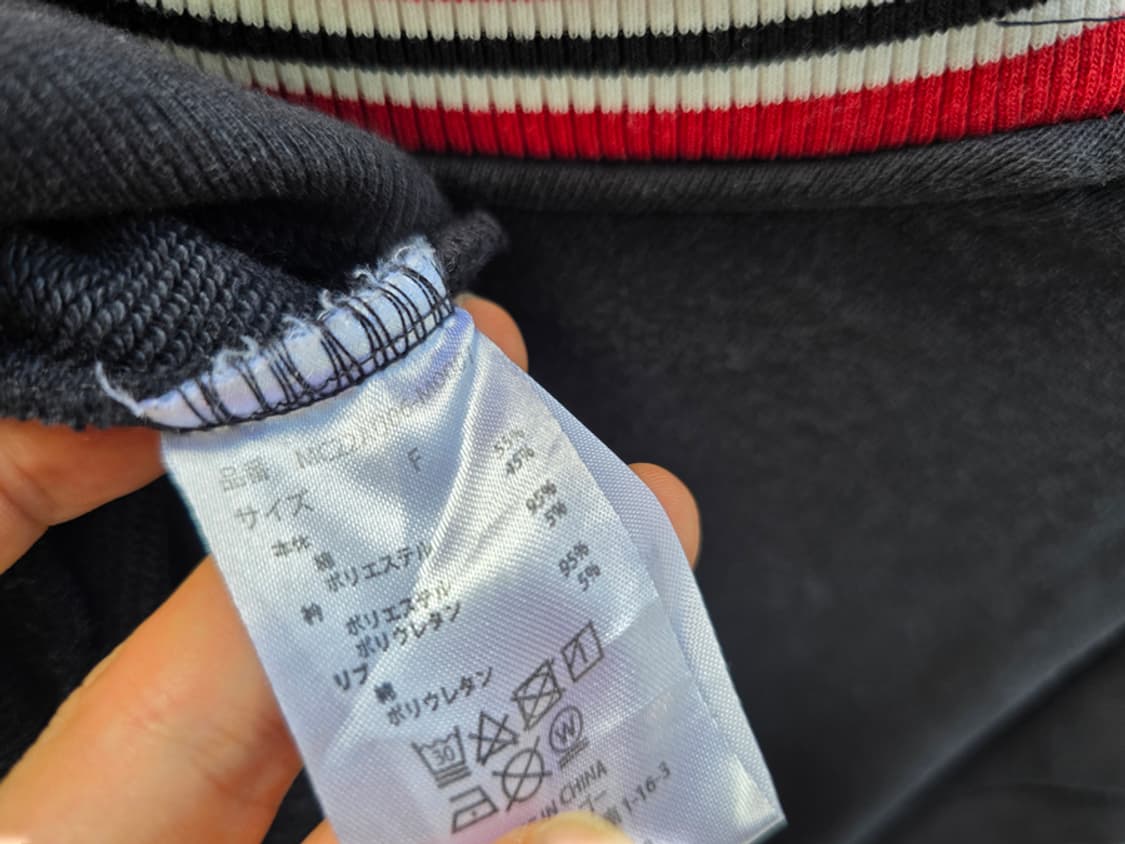 品番
サイズ F
本体 綿 55%
ポリエステル 45%
衿 ポリエステル 95%
ポリウレタン 5%
リブ 綿 95%
ポリウレタン 5%
30
W
IN CHINA
1-16-3